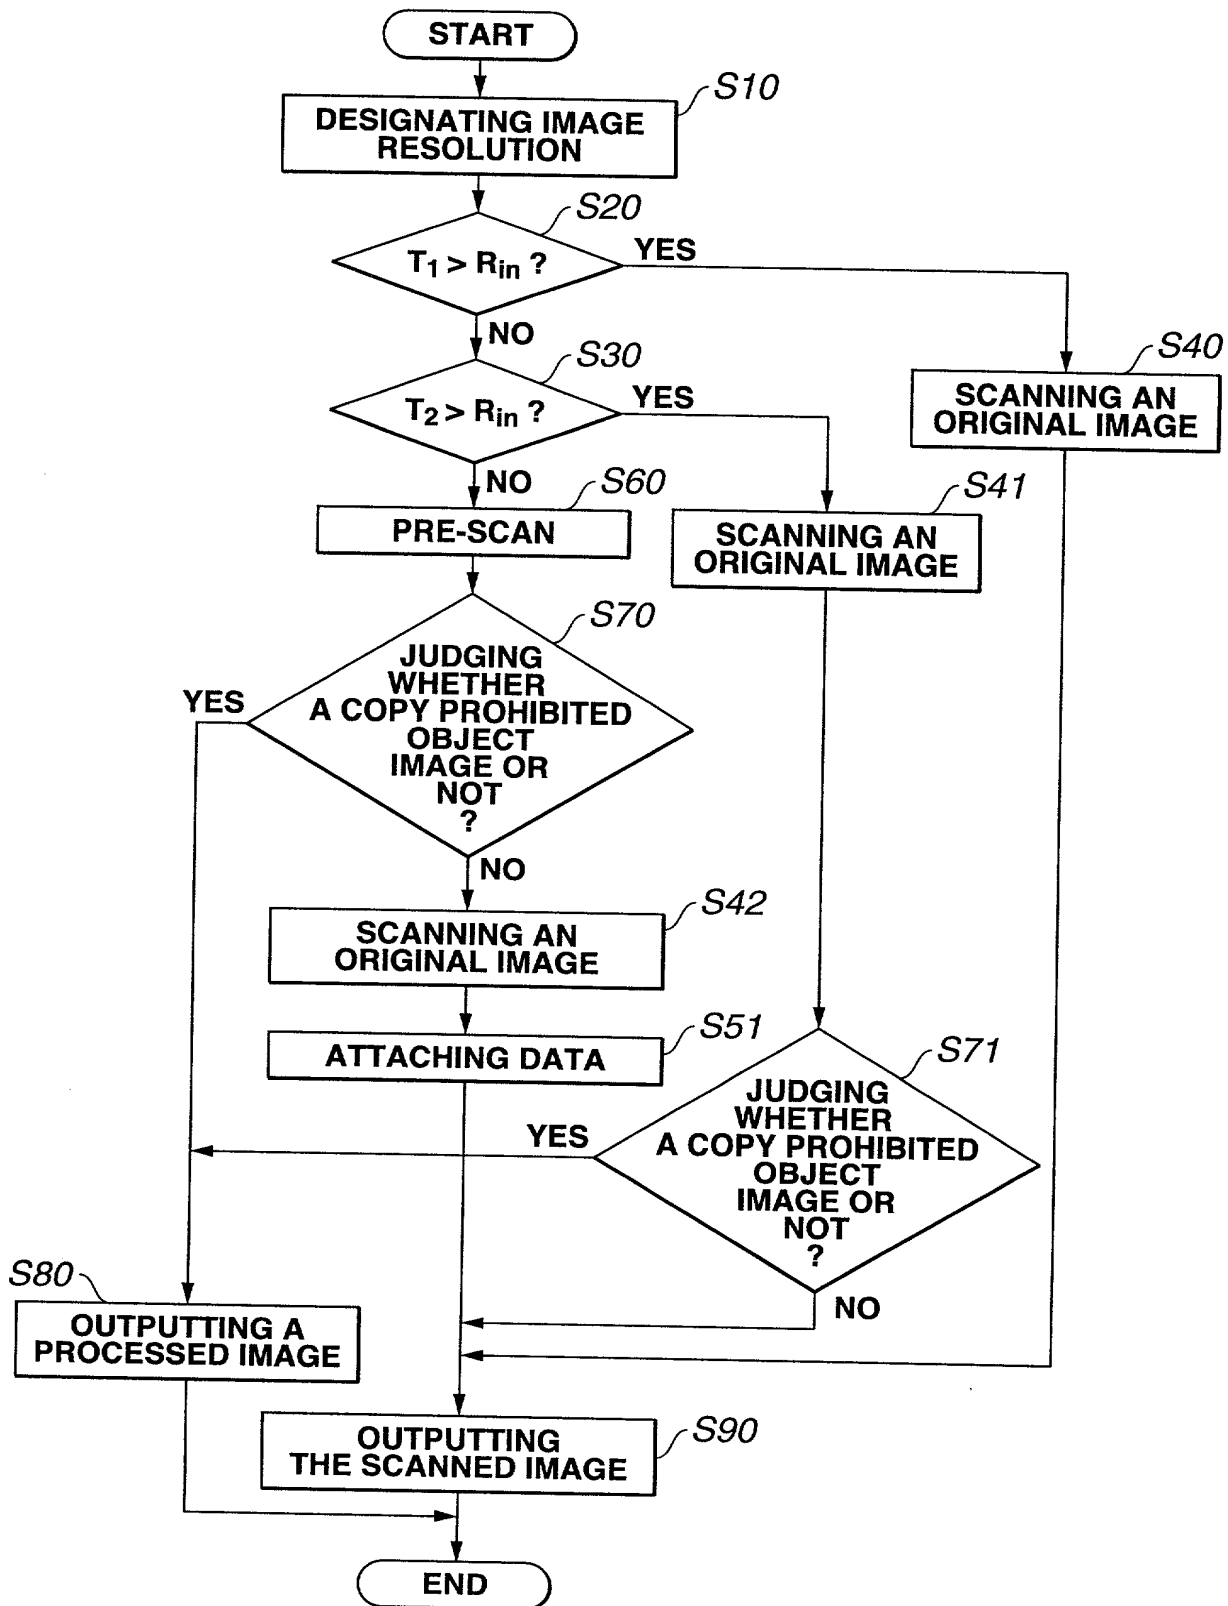 START
S10
DESIGNATING IMAGE
RESOLUTION
S20
T1 > Rin ?
YES
NO
S30
T2 > Rin ?
YES
NO
S40
SCANNING AN
ORIGINAL IMAGE
S41
SCANNING AN
ORIGINAL IMAGE
S60
PRE-SCAN
S70
JUDGING
WHETHER
A COPY PROHIBITED
OBJECT
IMAGE OR
NOT
?
YES
NO
S42
SCANNING AN
ORIGINAL IMAGE
S51
ATTACHING DATA
S71
JUDGING
WHETHER
A COPY PROHIBITED
OBJECT
IMAGE OR
NOT
?
YES
NO
S80
OUTPUTTING A
PROCESSED IMAGE
S90
OUTPUTTING
THE SCANNED IMAGE
END